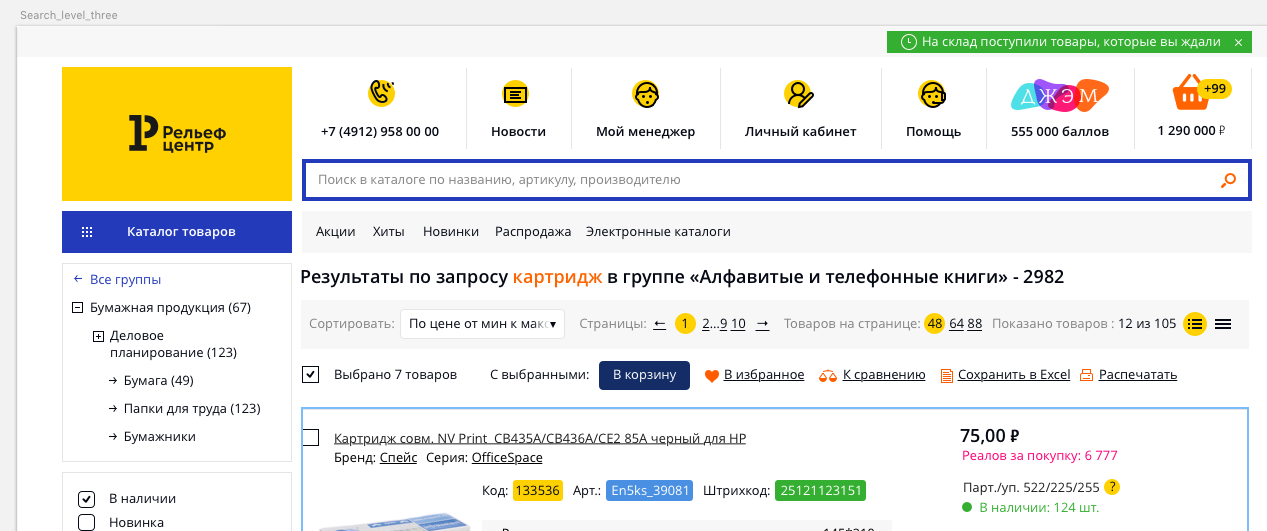 Search_level_three
На склад поступили товары, которые вы ждали ×
Рельеф
центр
+7 (4912) 958 00 00
Новости
Мой менеджер
Личный кабинет
Помощь
ДЖЭМ
555 000 баллов
+99
1 290 000 ₽
Поиск в каталоге по названию, артикулу, производителю
Каталог товаров
Акции Хиты Новинки Распродажа Электронные каталоги
← Все группы
Бумажная продукция (67)
Деловое
планирование (123)
→ Бумага (49)
→ Папки для труда (123)
→ Бумажники
В наличии
Новинка
Результаты по запросу картридж в группе «Алфавитые и телефонные книги» - 2982
Сортировать: По цене от мин к макс Страницы: ← 1 2...9 10 → Товаров на странице: 48 64 88 Показано товаров : 12 из 105
Выбрано 7 товаров С выбранными: В корзину В избранное К сравнению Сохранить в Excel Распечатать
Картридж совм. NV Print CB435A/CB436A/CE2 85A черный для HP
Бренд: Спейс Серия: OfficeSpace
Код: 133536 Арт.: En5ks_39081 Штрихкод: 25121123151
75,00 ₽
Реалов за покупку: 6 777
Парт./уп. 522/225/255 ?
В наличии: 124 шт.